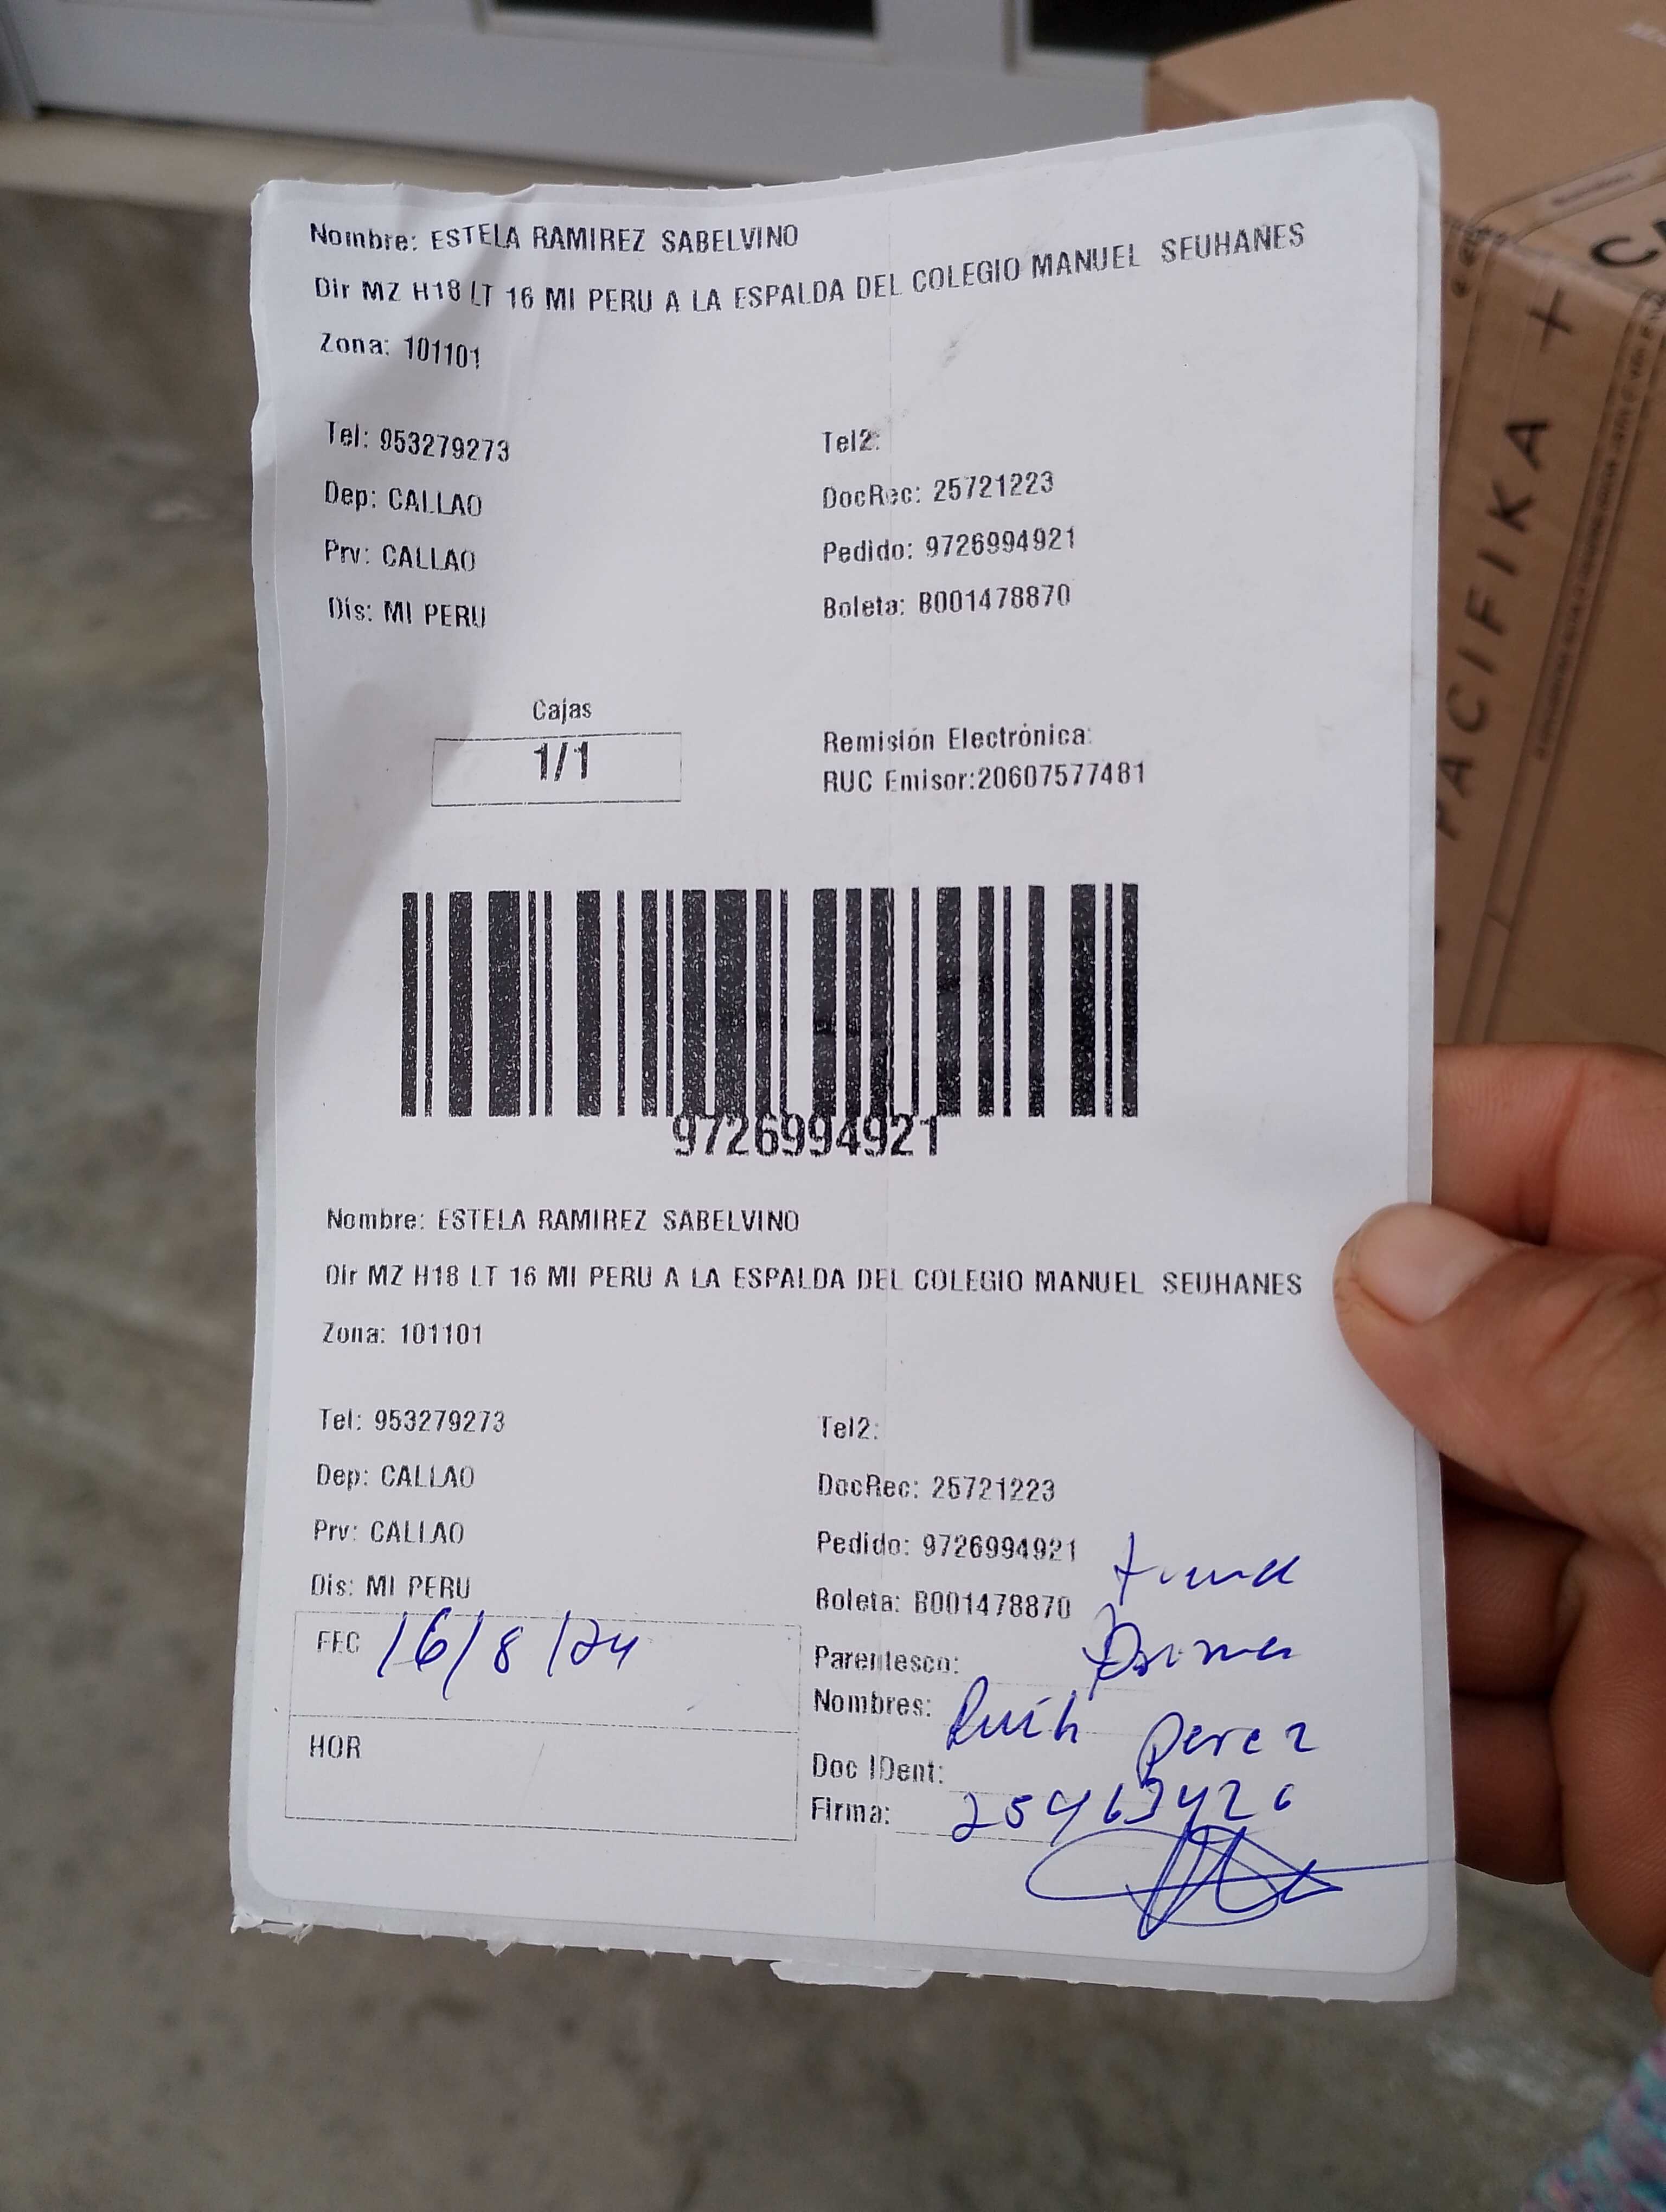 Nombre: ESTELA RAMIREZ SABELVINO
Dir MZ H18 LT 16 MI PERU A LA ESPALDA DEL COLEGIO MANUEL SEUHANES
Zona: 101101
Tel: 953279273 Tel2:
Dep: CALLAO DocRec: 25721223
Prv: CALLAO Pedido: 9726994921
Dis: MI PERU Boleta: B001478870
Cajas
1/1
Remisión Electrónica:
RUC Emisor:20607577481
9726994921
Nombre: ESTELA RAMIREZ SABELVINO
Dir MZ H18 LT 16 MI PERU A LA ESPALDA DEL COLEGIO MANUEL SEUHANES
Zona: 101101
Tel: 953279273 Tel2:
Dep: CALLAO DocRec: 25721223
Prv: CALLAO Pedido: 9726994921
Dis: MI PERU Boleta: B001478870
FEC 16/8/24
HOR
Parentesco: Prima
Nombres: Ruth Perez
Doc IDent: 25463426
Firma:
PACIFIKA +